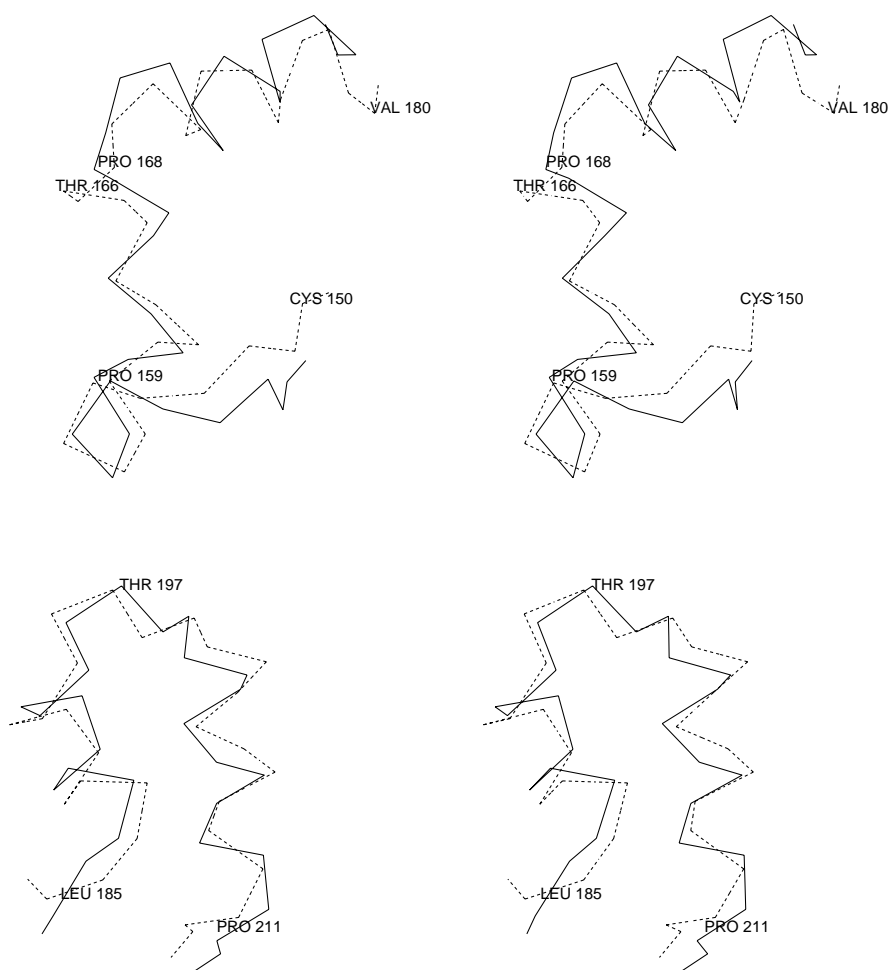 VAL 180 VAL 180
PRO 168 PRO 168
THR 166 THR 166
CYS 150 CYS 150
PRO 159 PRO 159
THR 197 THR 197
LEU 185 LEU 185
PRO 211 PRO 211